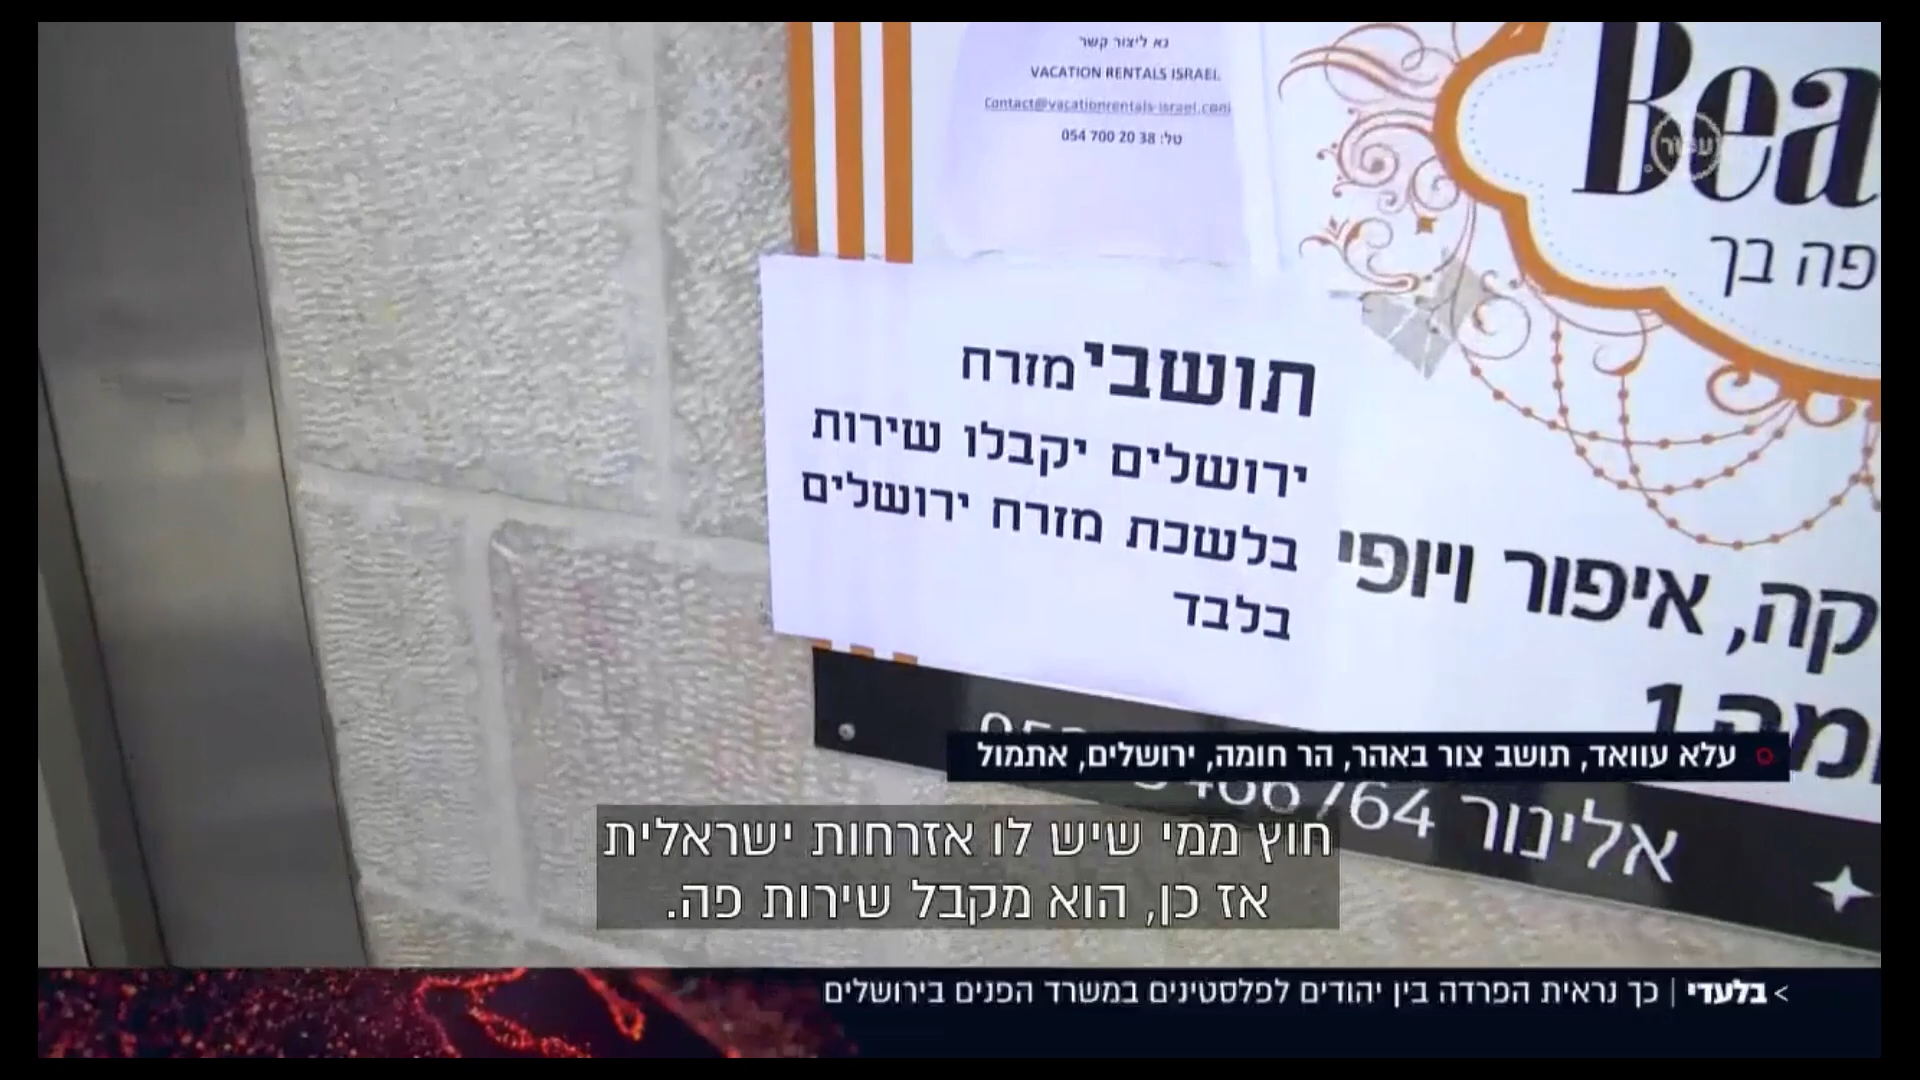 נא ליצור קשר
VACATION RENTALS ISRAEL
Contact@vacationrentals-israel.com
טל: 054 700 20 38
Bea
פה בך
תושבי מזרח
ירושלים יקבלו שירות
בלשכת מזרח ירושלים
בלבד
קה, איפור ויופי
מה 1
אלינור
עלא עוואד, תושב צור באהר, הר חומה, ירושלים, אתמול
חוץ ממי שיש לו אזרחות ישראלית
אז כן, הוא מקבל שירות פה.
> בלעדי | כך נראית הפרדה בין יהודים לפלסטינים במשרד הפנים בירושלים